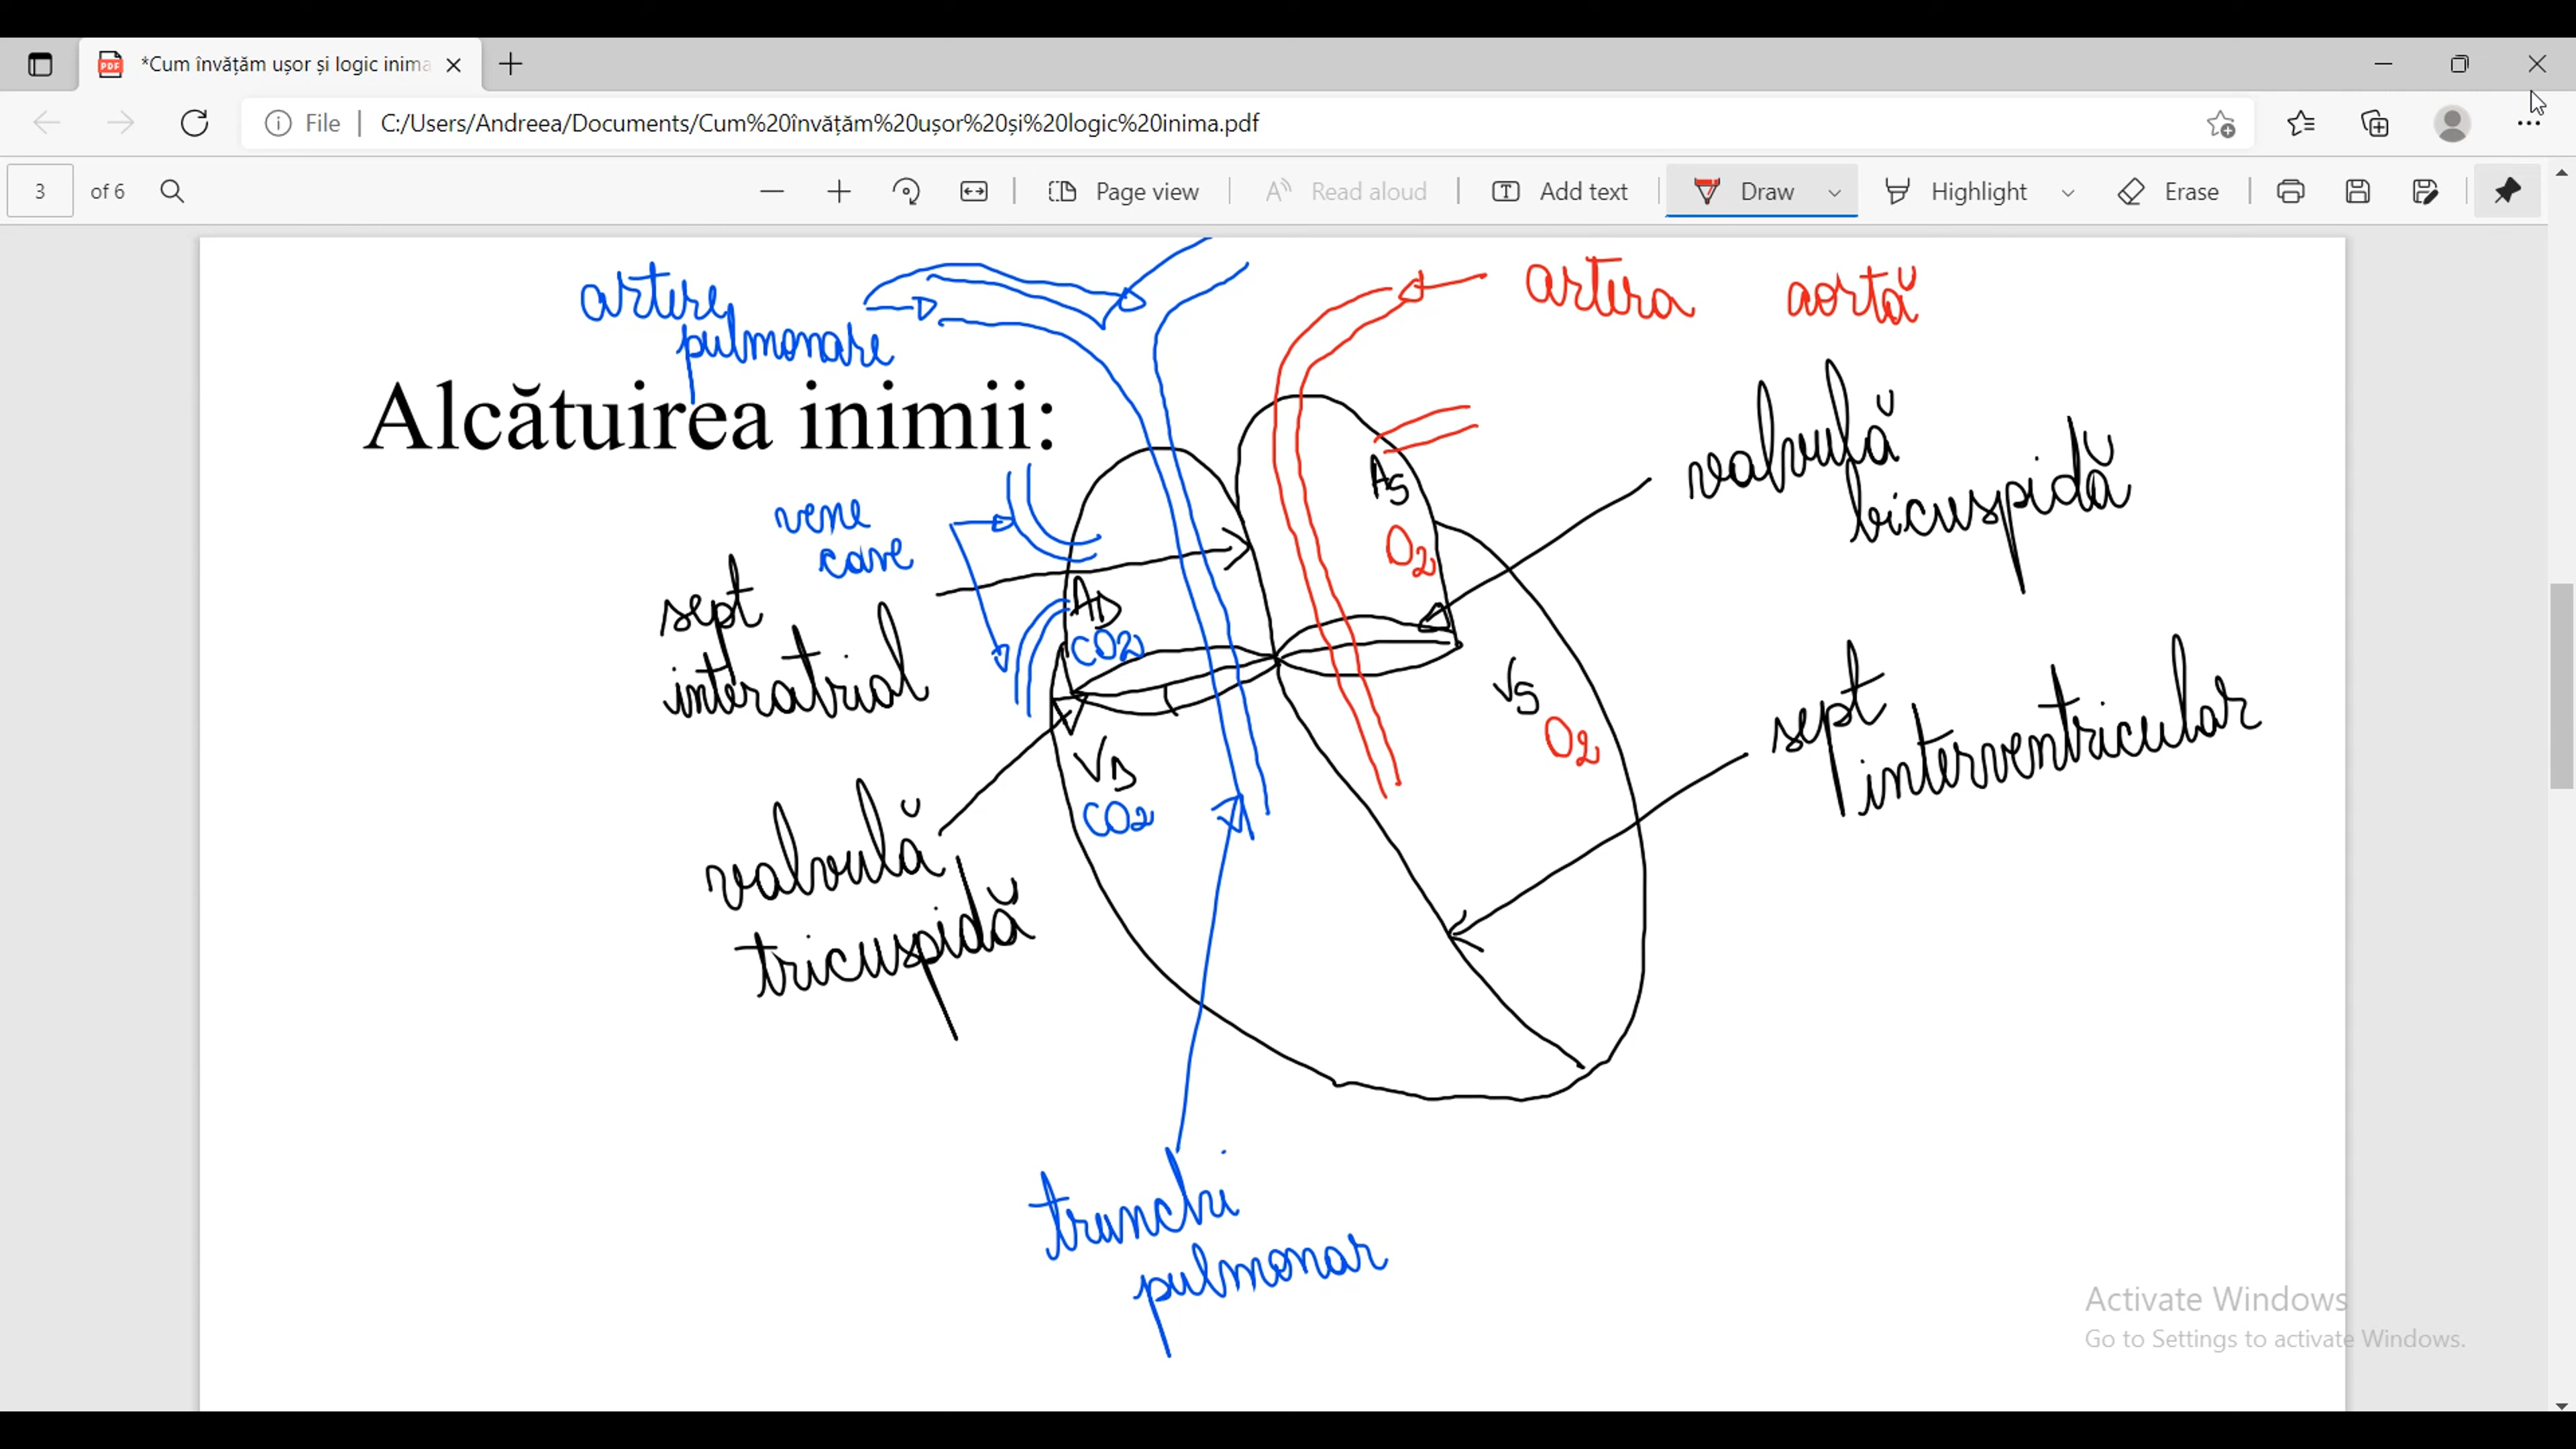 *Cum învățăm ușor și logic inima
File
C:/Users/Andreea/Documents/Cum%20învățăm%20ușor%20și%20logic%20inima.pdf
3 of 6
Page view
Read aloud
Add text
Draw
Highlight
Erase
artere
pulmonare
artera aortă
Alcătuirea inimii:
valvulă
bicuspidă
vene
cave
AS
O2
sept
interatrial
AD
CO2
VS
O2
sept
interventricular
VD
CO2
valvulă
tricuspidă
trunchi
pulmonar
Activate Windows
Go to Settings to activate Windows.